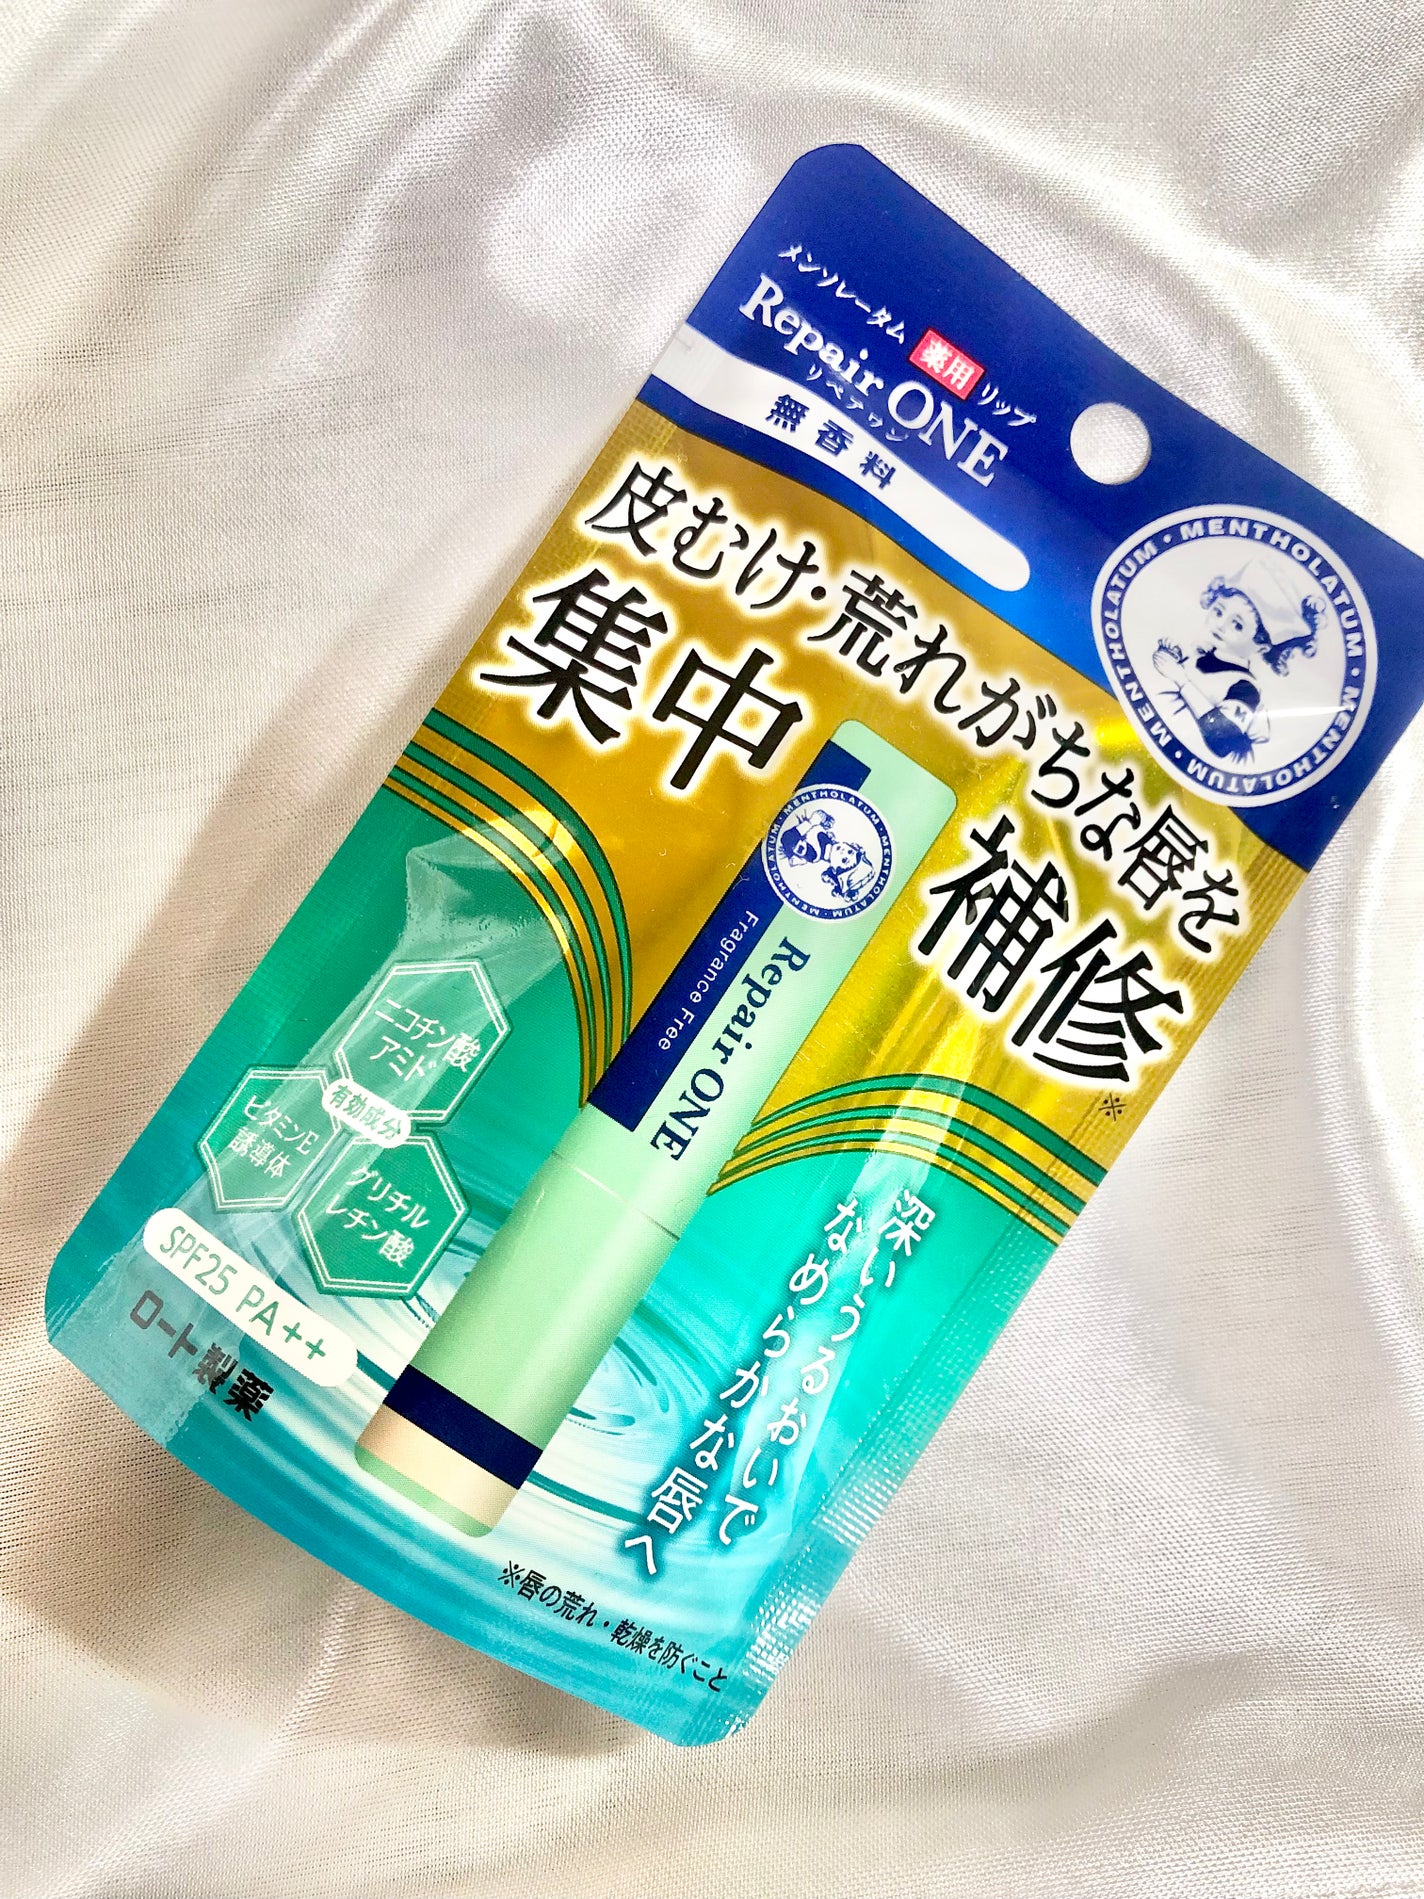 メンソレータム 薬用 リップ
Repair ONE
リペアワン
無香料
MENTHOLATUM・MENTHOLATUM・MENTHOLATUM・
皮むけ・荒れがちな唇を
集中補修※
MENTHOLATUM・MENTHOLATUM・MENTHOLATUM・
Repair ONE
Fragrance Free
ニコチン酸
アミド
有効成分
ビタミンE
誘導体
グリチル
レチン酸
SPF25 PA++
ロート製薬
深いうるおいで
なめらかな唇へ
※唇の荒れ・乾燥を防ぐこと